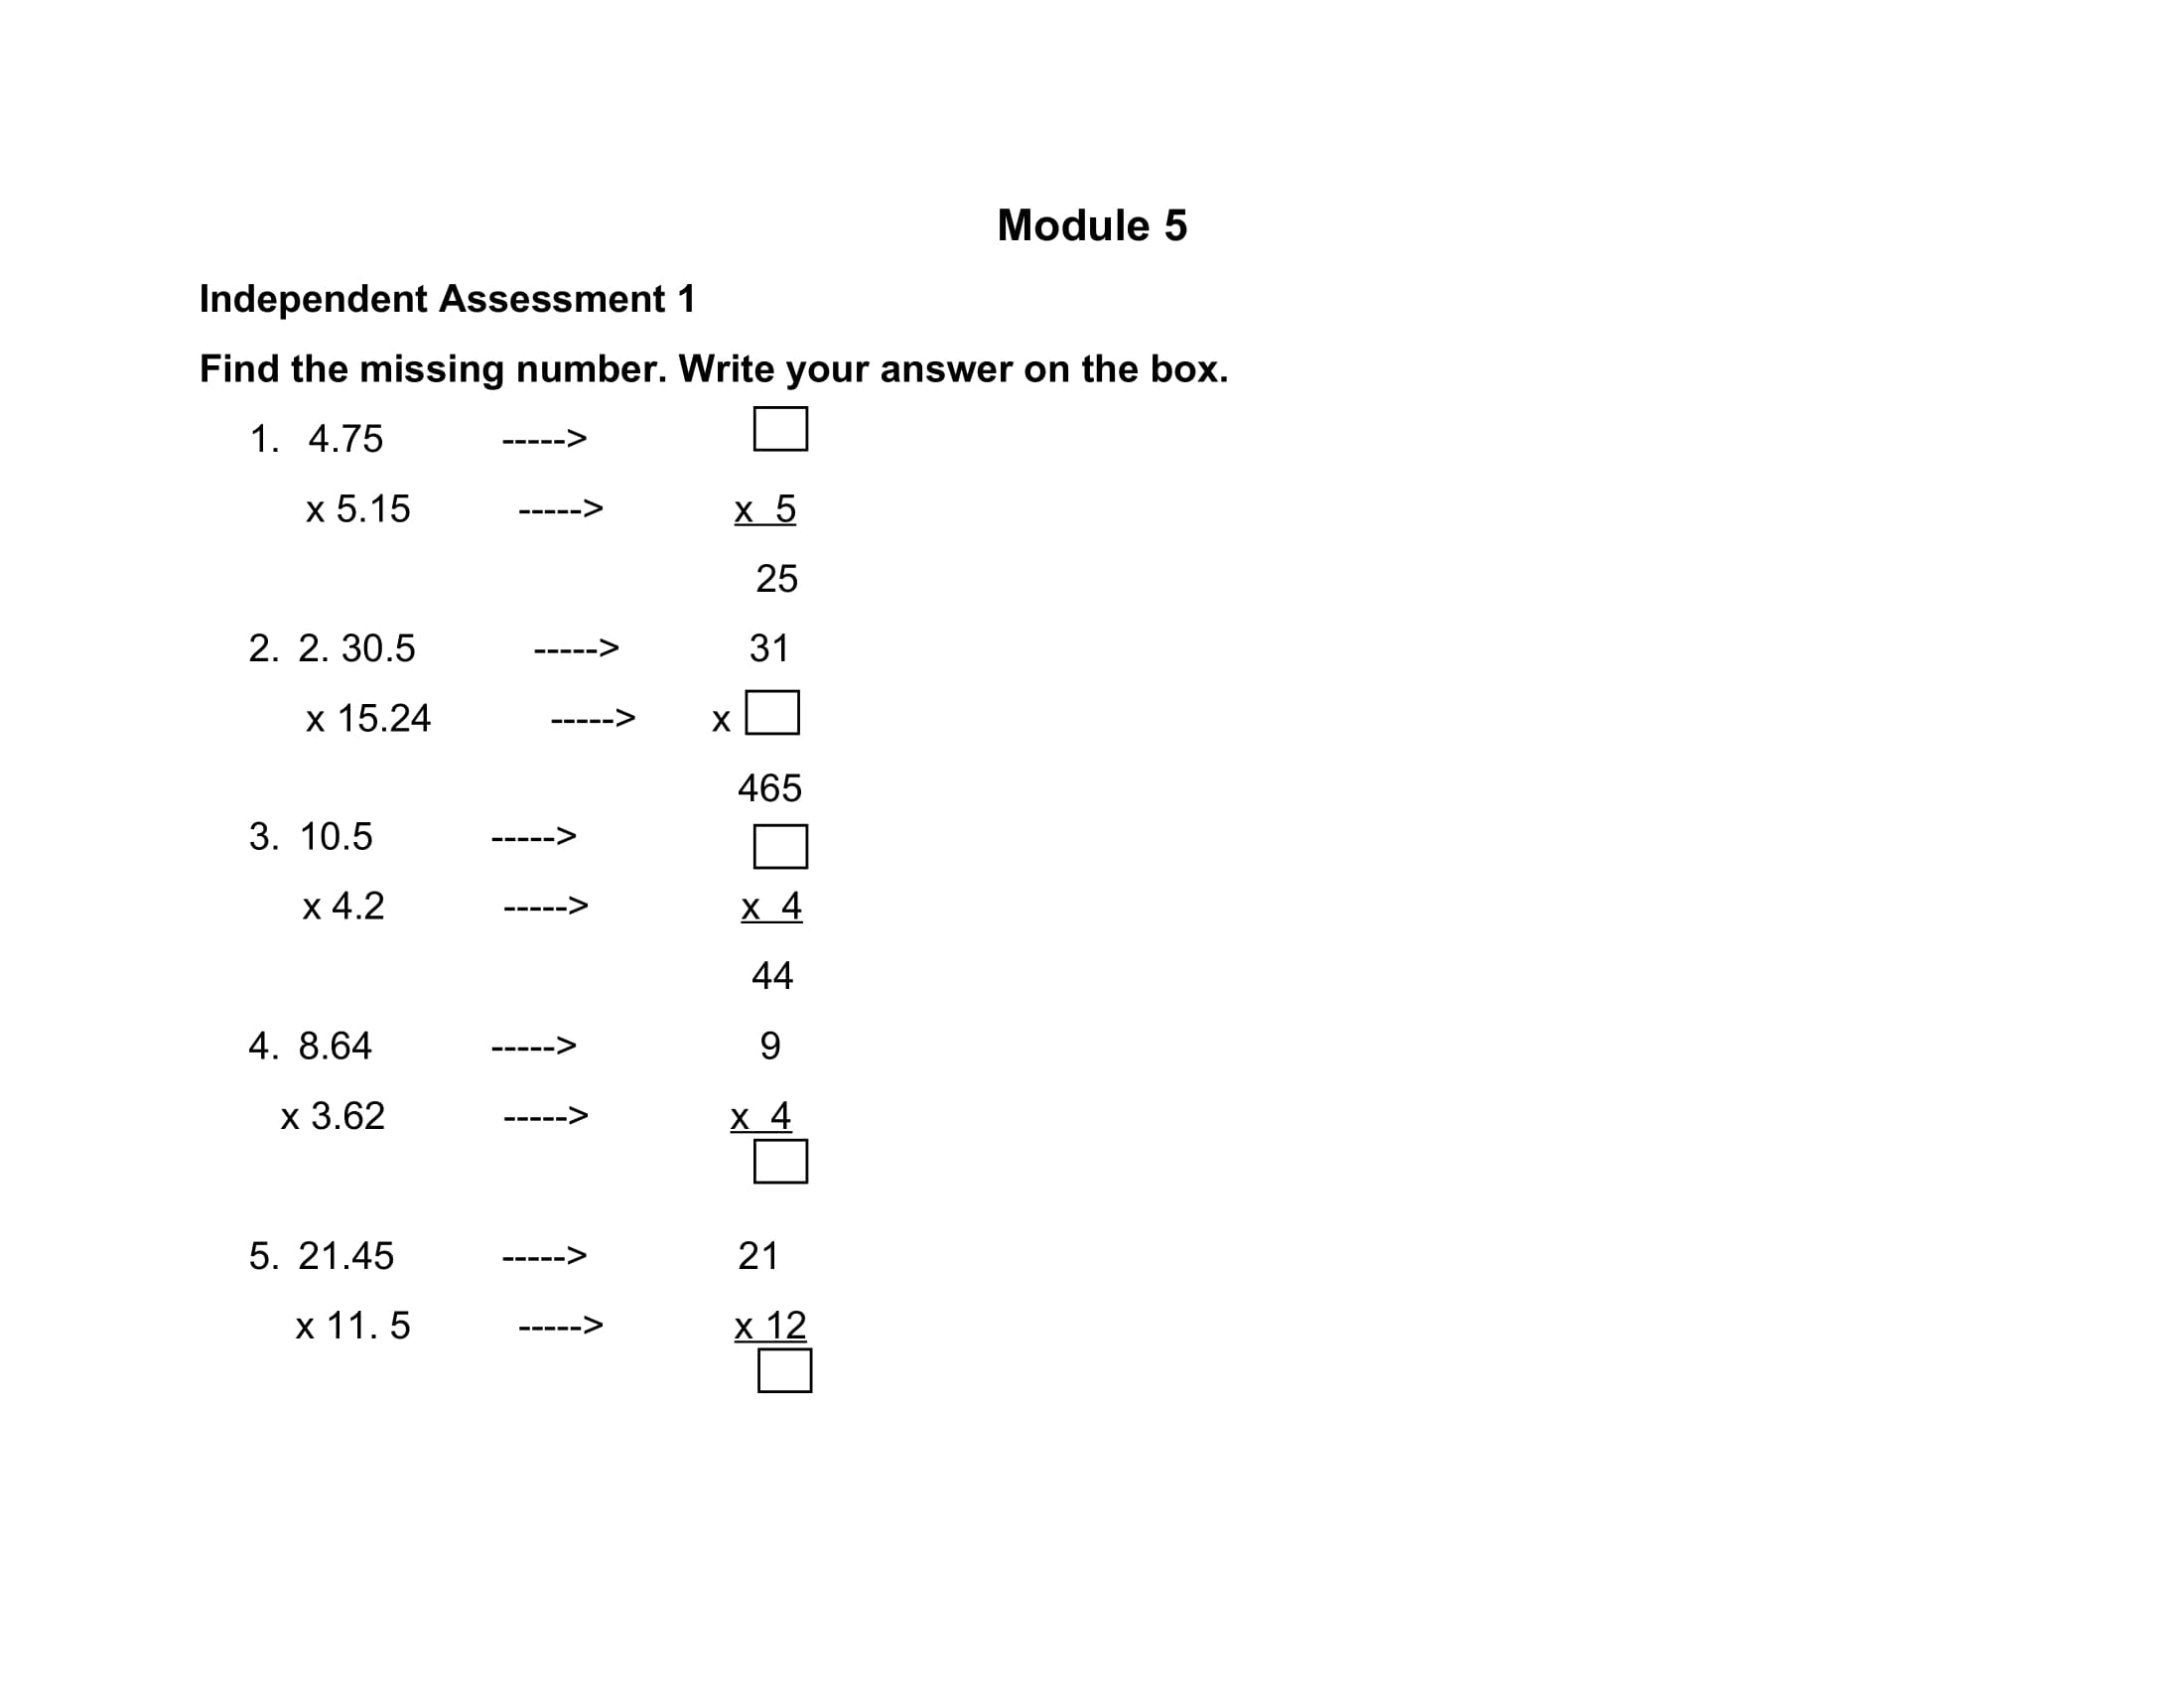 Module 5
Independent Assessment 1
Find the missing number. Write your answer on the box.
1. 4.75 ----->
x 5.15 -----> x 5
25
2. 2. 30.5 -----> 31
x 15.24 -----> x
465
3. 10.5 ----->
x 4.2 -----> x 4
44
4. 8.64 -----> 9
x 3.62 -----> x 4
5. 21.45 -----> 21
x 11. 5 -----> x 12